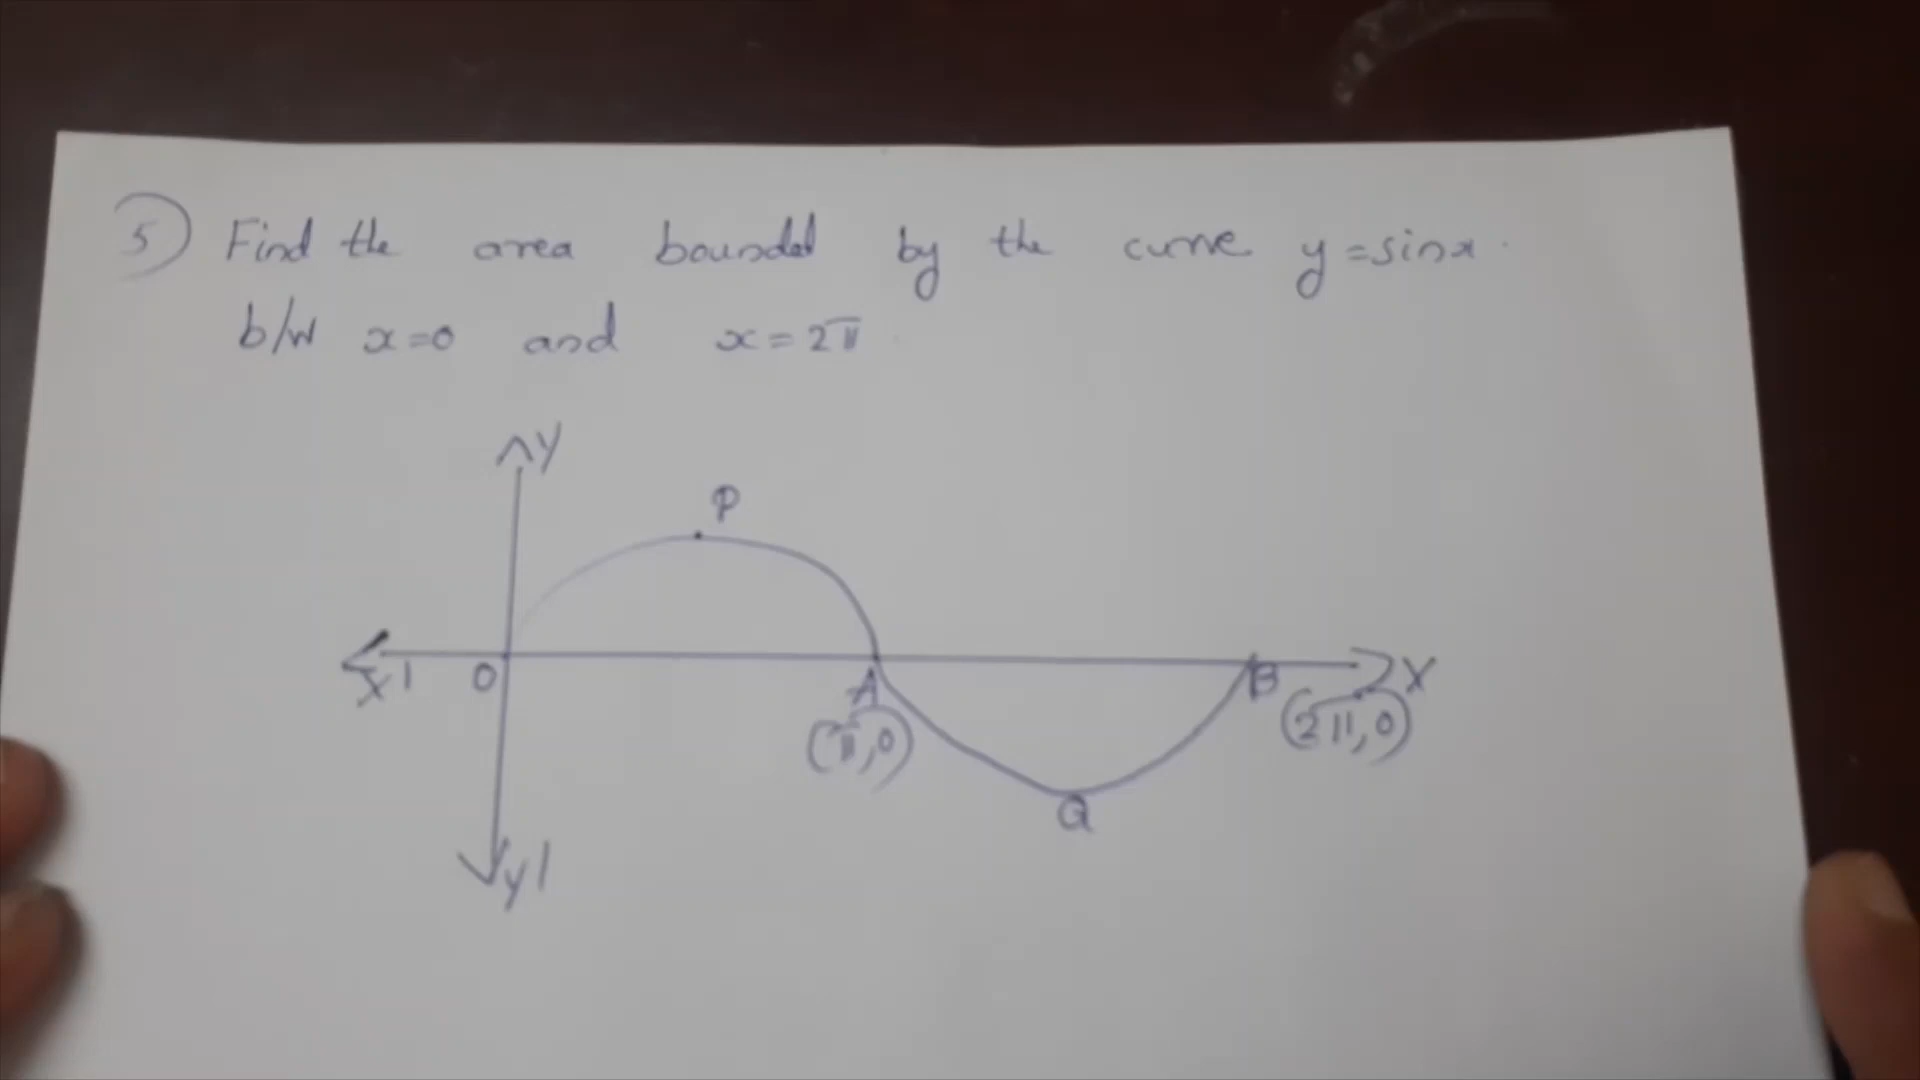 5) Find the area bounded by the curve y=sinx.
b/w x=0 and x=2π
Y
P
X' O A B X
(π,0) (2π,0)
Q
Y'